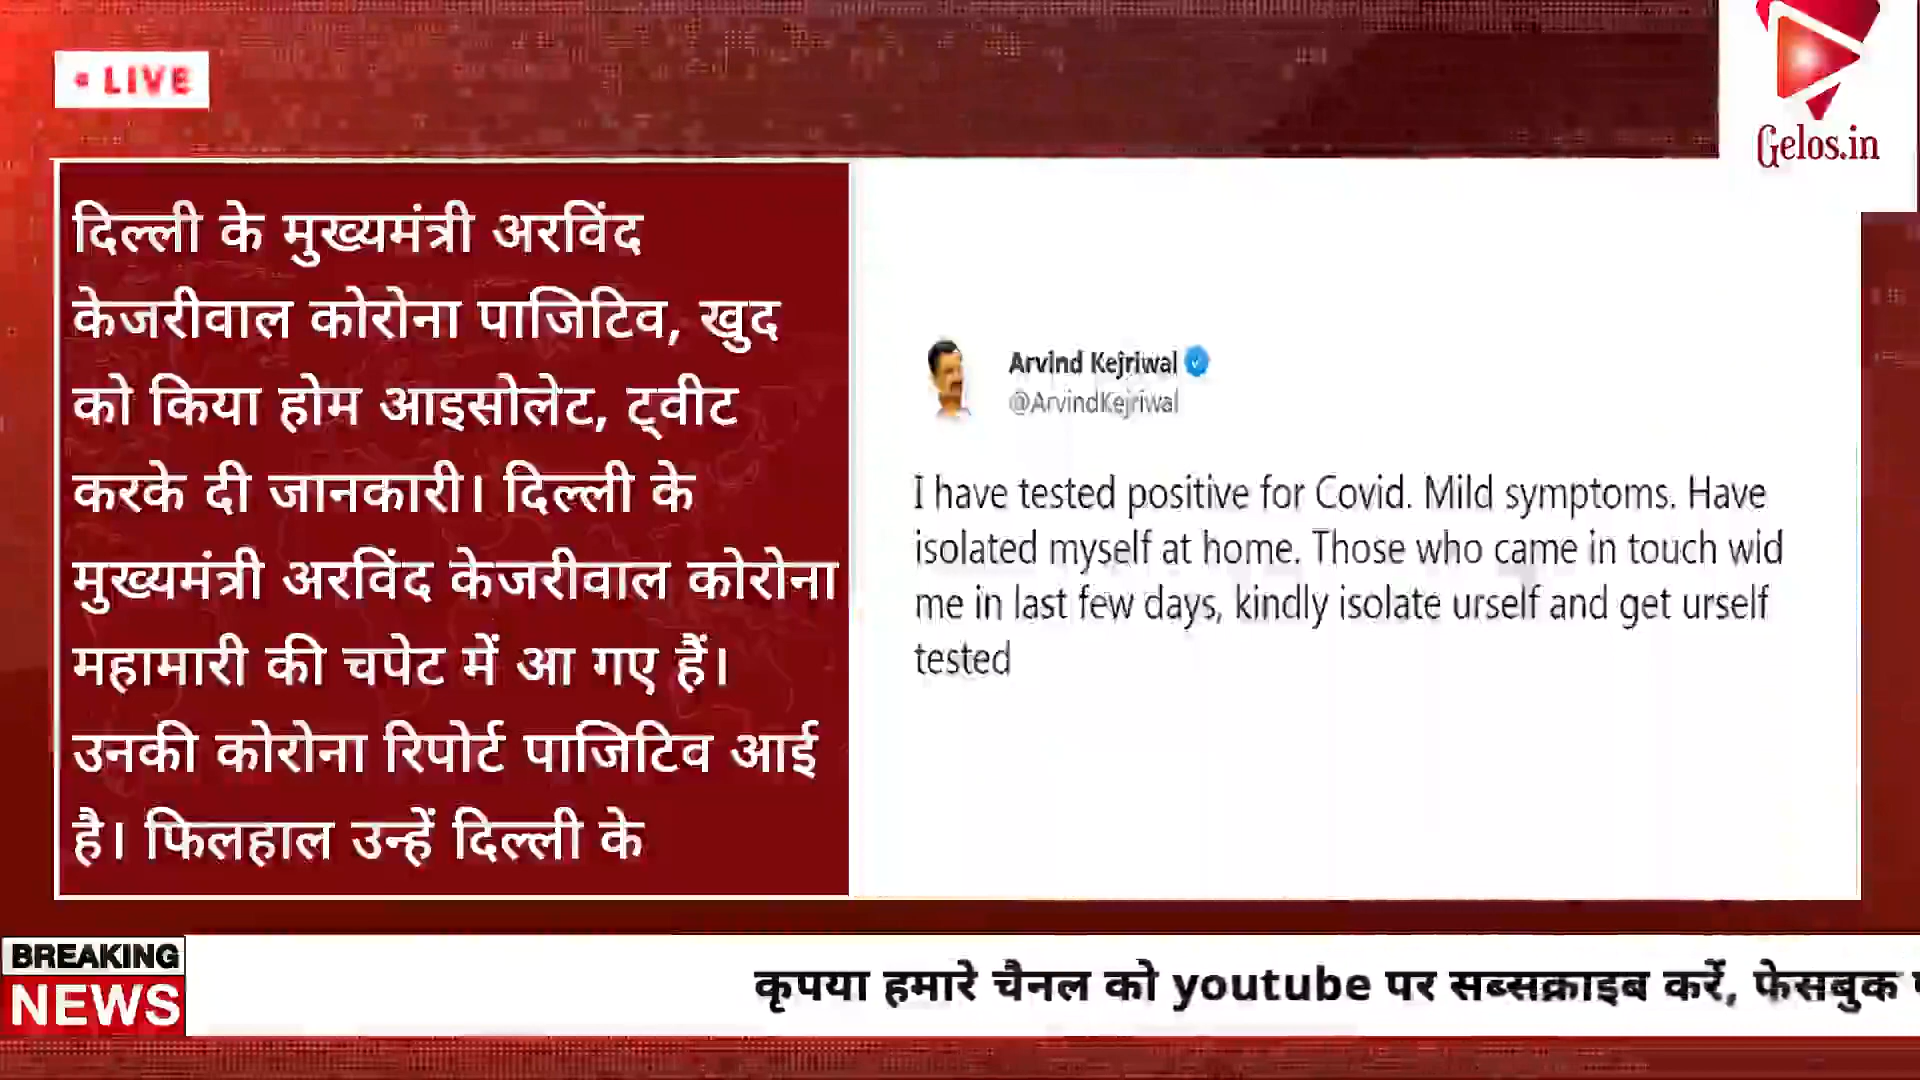 LIVE
Gelos.in
दिल्ली के मुख्यमंत्री अरविंद
केजरीवाल कोरोना पाजिटिव, खुद
को किया होम आइसोलेट, ट्वीट
करके दी जानकारी। दिल्ली के
मुख्यमंत्री अरविंद केजरीवाल कोरोना
महामारी की चपेट में आ गए हैं।
उनकी कोरोना रिपोर्ट पाजिटिव आई
है। फिलहाल उन्हें दिल्ली के
Arvind Kejriwal
@ArvindKejriwal
I have tested positive for Covid. Mild symptoms. Have
isolated myself at home. Those who came in touch wid
me in last few days, kindly isolate urself and get urself
tested
BREAKING
NEWS
कृपया हमारे चैनल को youtube पर सब्सक्राइब करें, फेसबुक